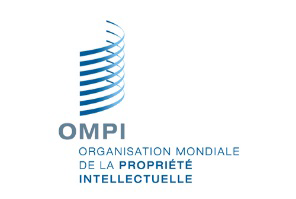 OMPI
ORGANISATION MONDIALE
DE LA PROPRIÉTÉ
INTELLECTUELLE